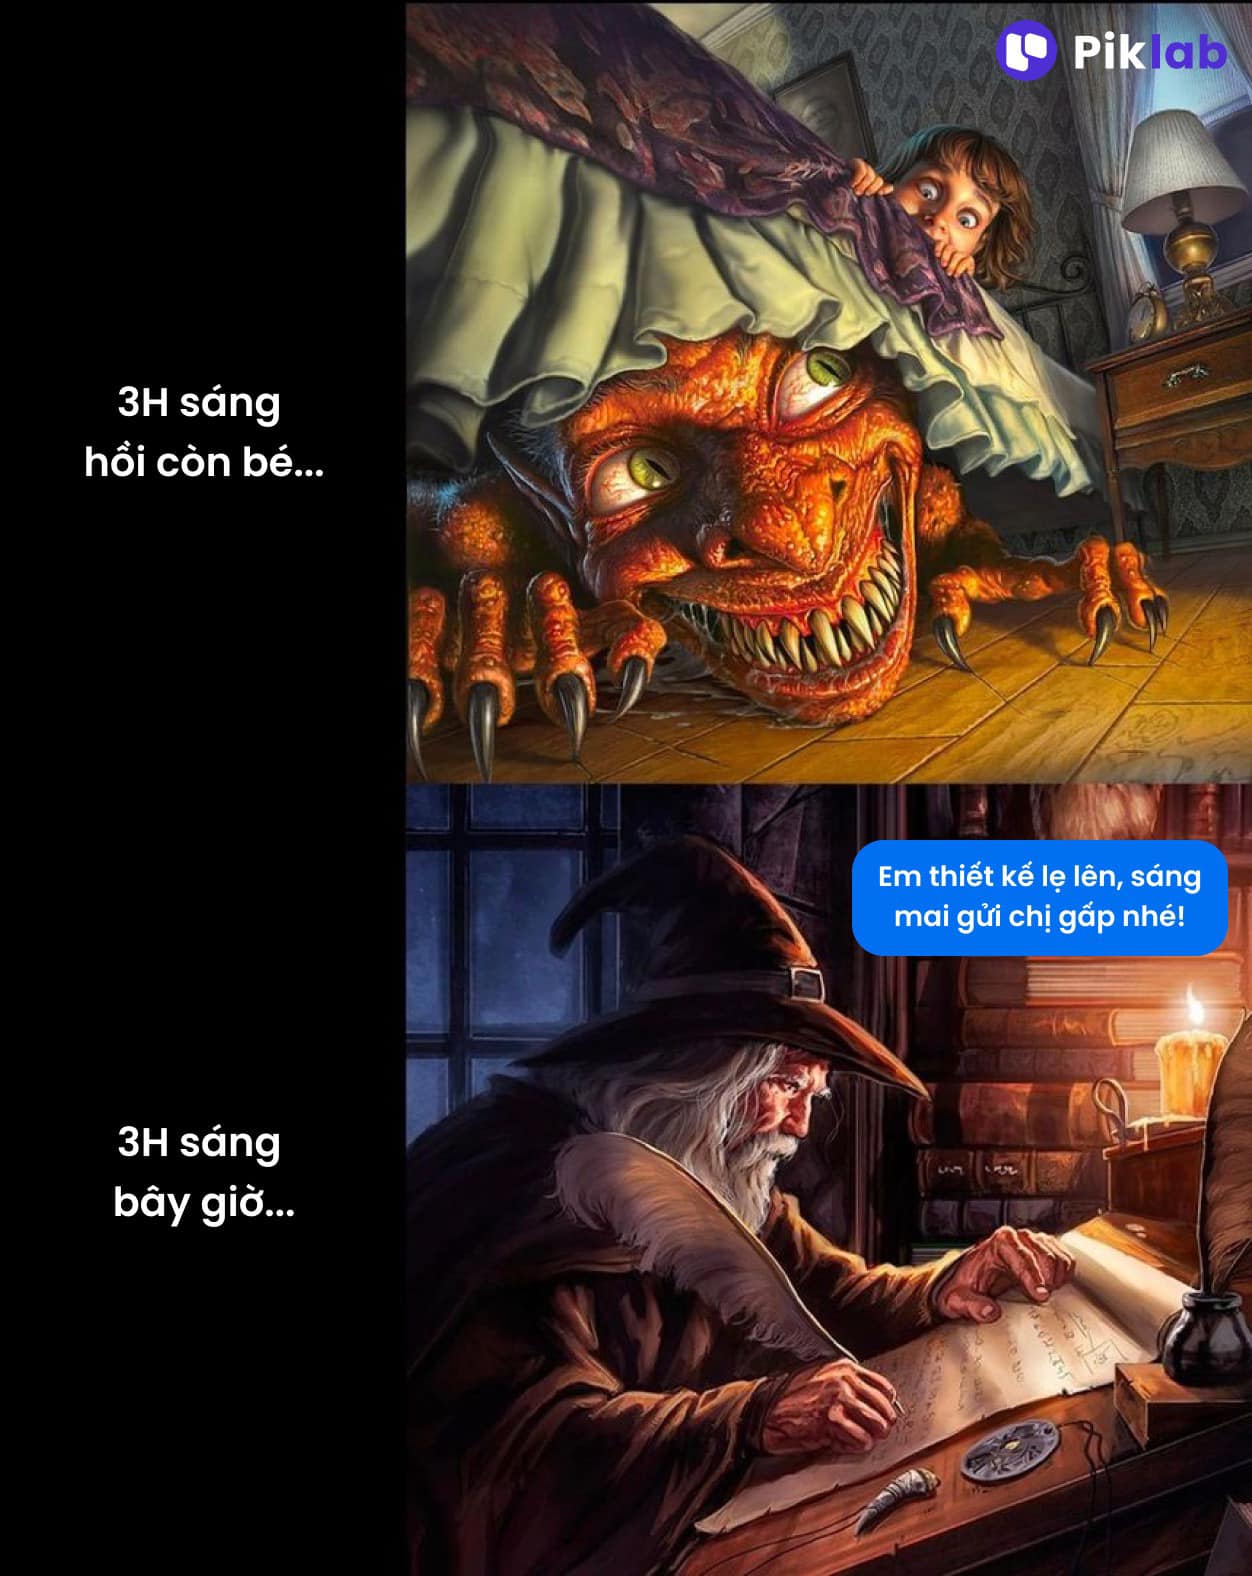 Piklab
3H sáng
hồi còn bé...
Em thiết kế lẹ lên, sáng
mai gửi chị gấp nhé!
3H sáng
bây giờ...